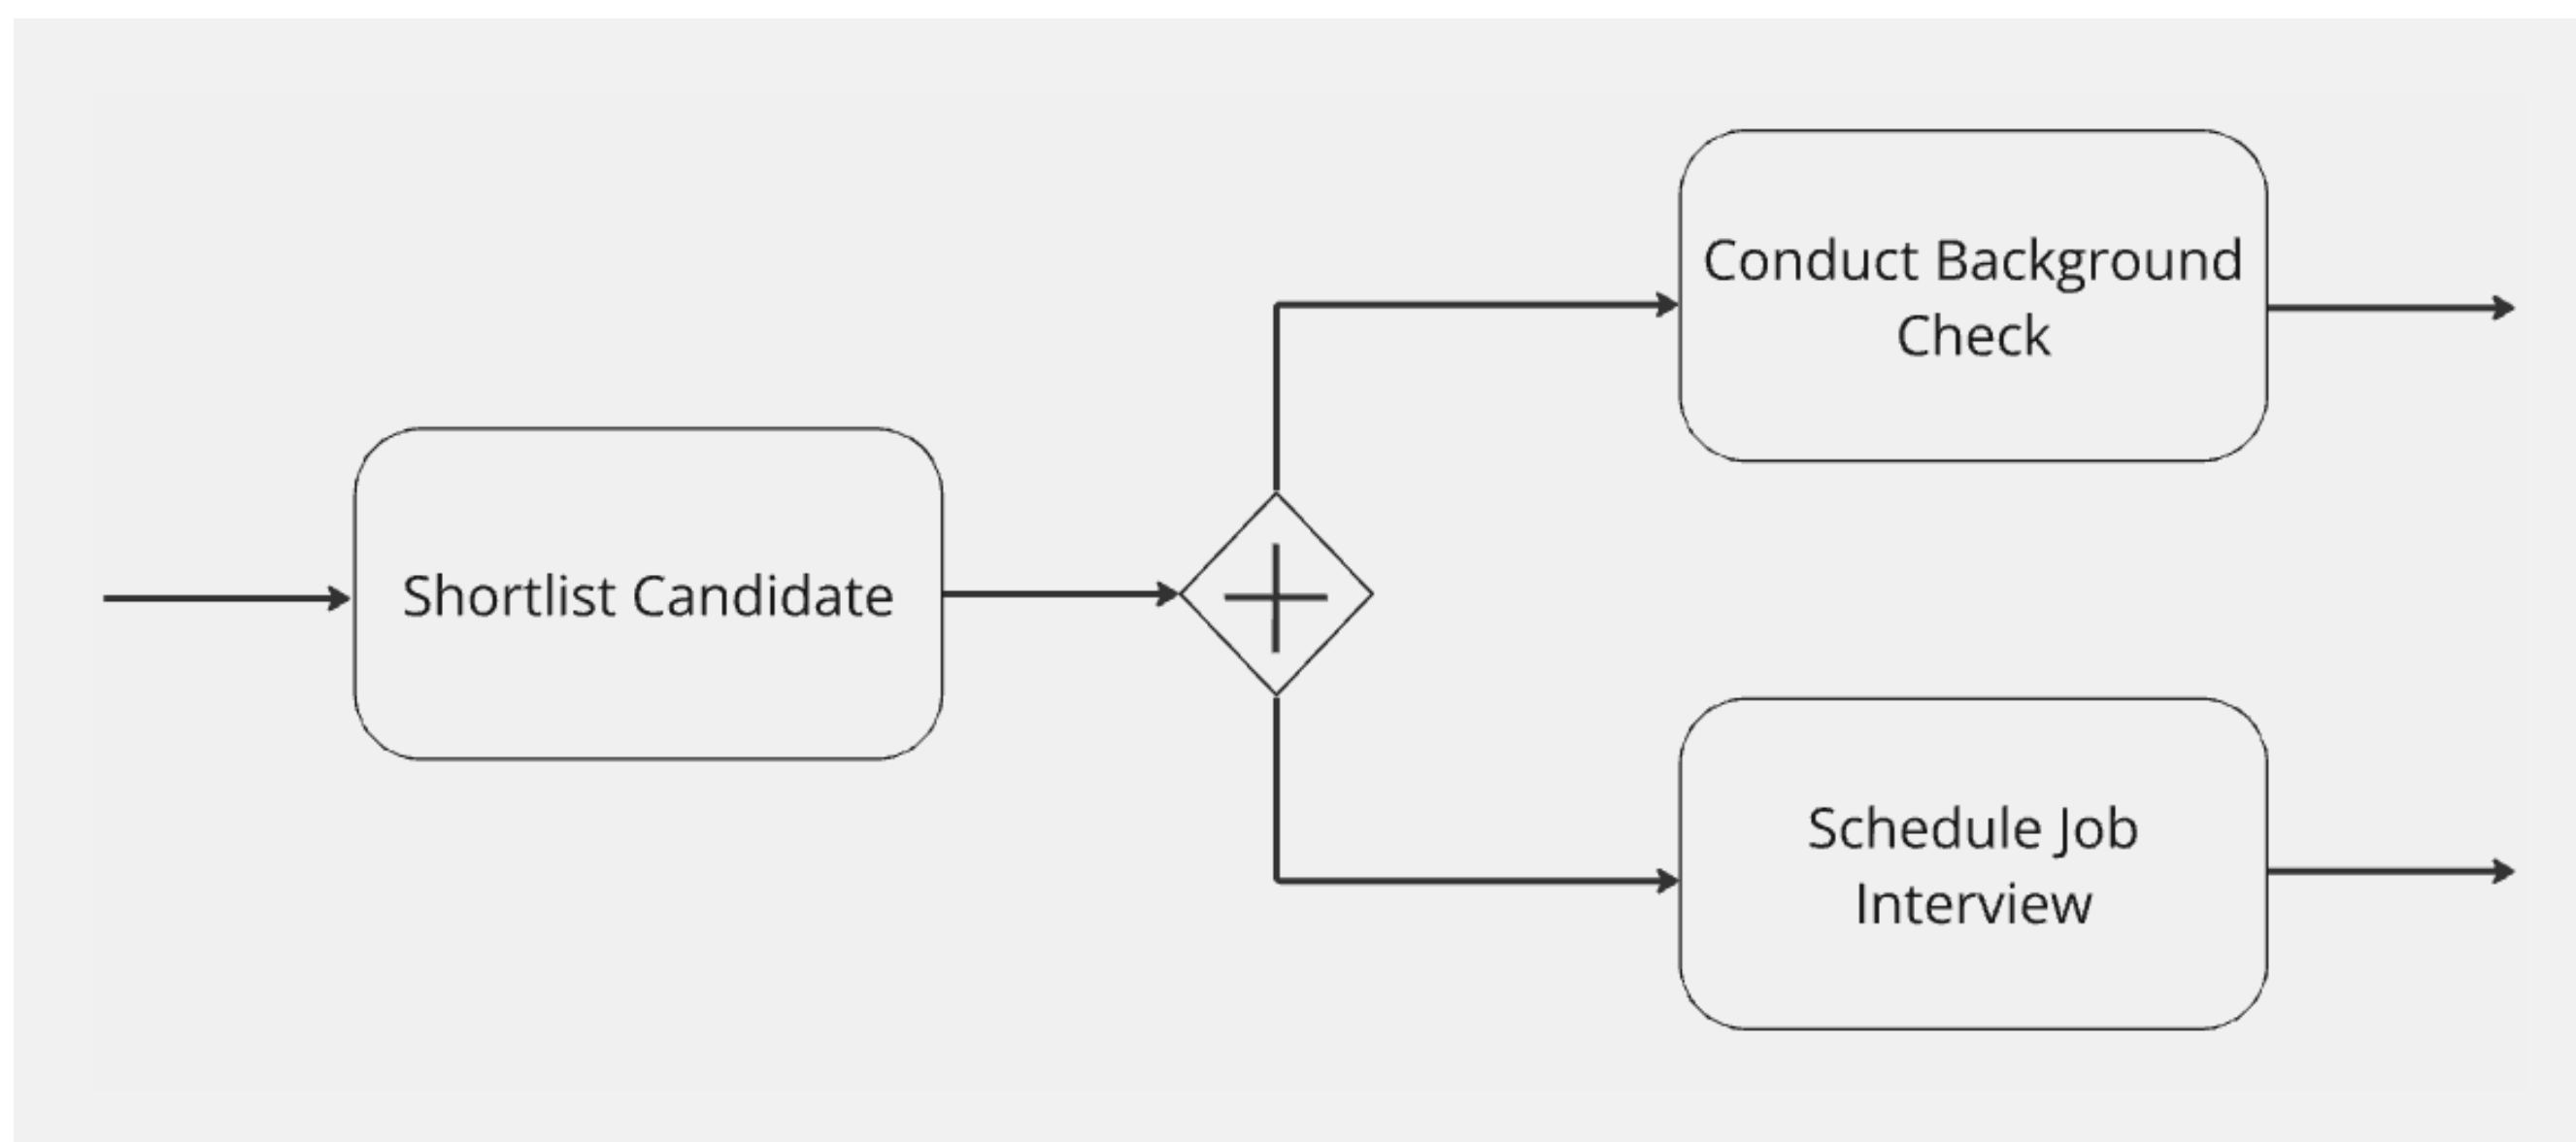 Conduct Background
Check
Shortlist Candidate
Schedule Job
Interview